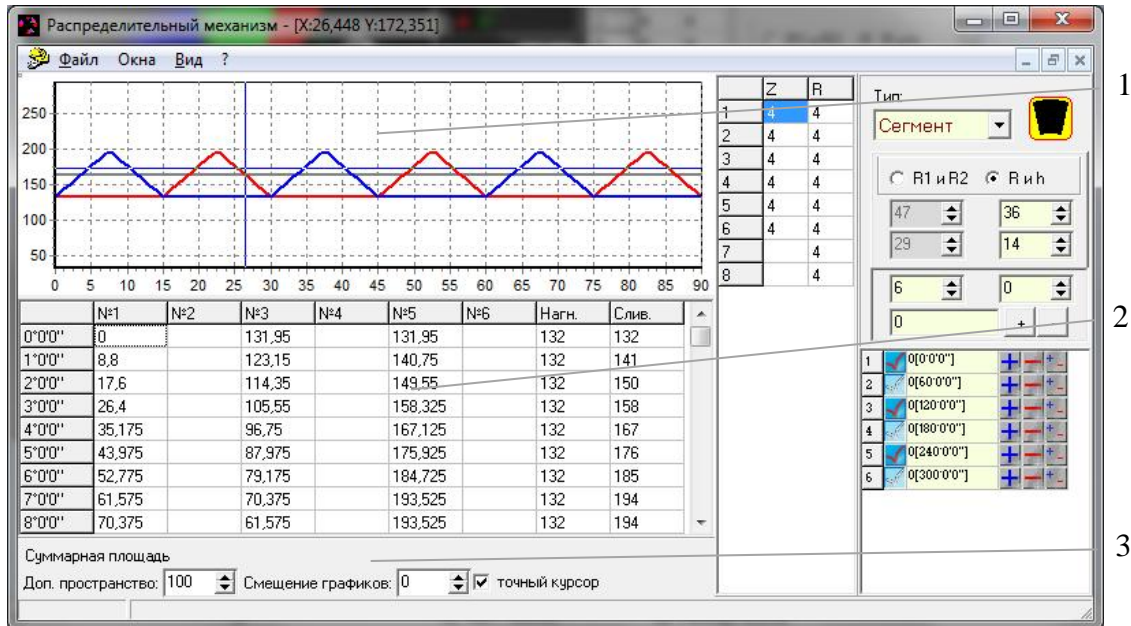 Распределительный механизм - [X:26,448 Y:172,351]
Файл Окна Вид ?
250
200
150
100
50
0 5 10 15 20 25 30 35 40 45 50 55 60 65 70 75 80 85 90
№1 №2 №3 №4 №5 №6 Нагн. Слив.
0°0'0'' 0 131,95 131,95 132 132
1°0'0'' 8,8 123,15 140,75 132 141
2°0'0'' 17,6 114,35 149,55 132 150
3°0'0'' 26,4 105,55 158,325 132 158
4°0'0'' 35,175 96,75 167,125 132 167
5°0'0'' 43,975 87,975 175,925 132 176
6°0'0'' 52,775 79,175 184,725 132 185
7°0'0'' 61,575 70,375 193,525 132 194
8°0'0'' 70,375 61,575 193,525 132 194
Суммарная площадь
Доп. пространство: 100 Смещение графиков: 0 точный курсор
Z R
1 4 4
2 4 4
3 4 4
4 4 4
5 4 4
6 4 4
7 4
8 4
Тип:
Сегмент
R1 и R2 R и h
47 36
29 14
6 0
0 +
1 0[0'0'0'']
2 0[60'0'0'']
3 0[120'0'0'']
4 0[180'0'0'']
5 0[240'0'0'']
6 0[300'0'0'']
1
2
3